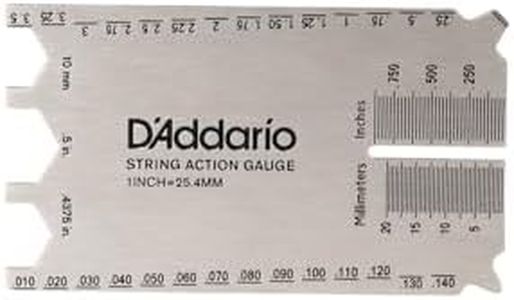 3.5 3.25 3 2.75 2.5 2.25 2 1.75 1.50 1.25 1 .75 .5 .25
10 mm
.5 in.
.4375 in.
D'Addario
STRING ACTION GAUGE
1INCH=25.4MM
Inches
.750 .500 .250
Millimeters
20 15 10 5
.010 .020 .030 .040 .050 .060 .070 .080 .090 .100 .110 .120 .130 .140